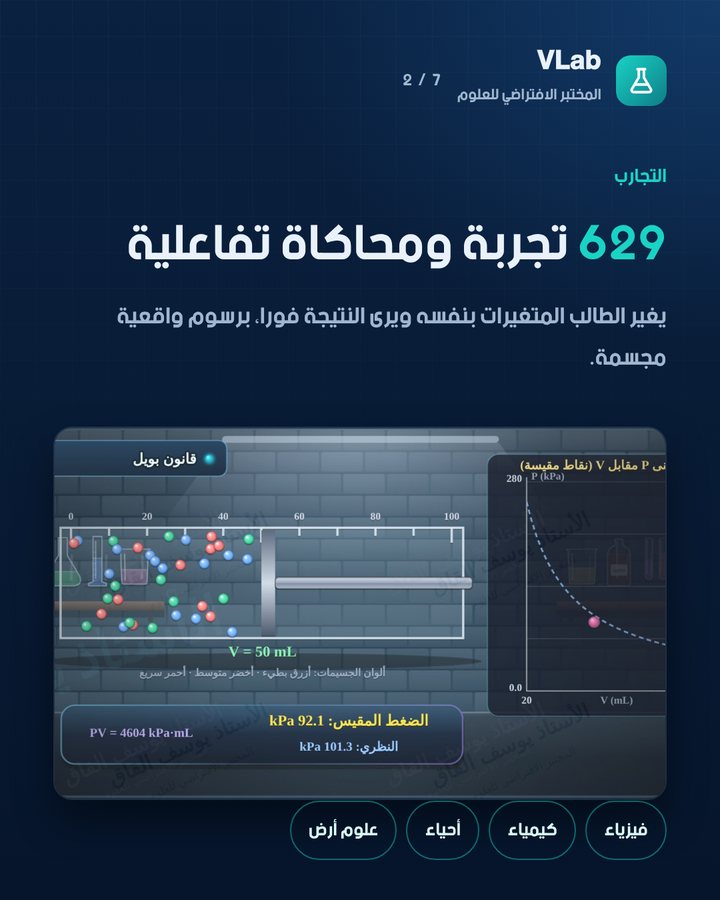 VLab
المختبر الافتراضي للعلوم
2 / 7
التجارب
629 تجربة ومحاكاة تفاعلية
يغير الطالب المتغيرات بنفسه ويرى النتيجة فورا، برسوم واقعية
مجسمة.
قانون بويل
0 20 40 60 80 100
V = 50 mL
ألوان الجسيمات: أزرق بطيء · أخضر متوسط · أحمر سريع
الضغط المقيس: 92.1 kPa
النظري: 101.3 kPa
PV = 4604 kPa·mL
P مقابل V (نقاط مقيسة)
P (kPa)
280
0.0
20
V (mL)
الأستاذ يوسف
فيزياء
كيمياء
أحياء
علوم أرض